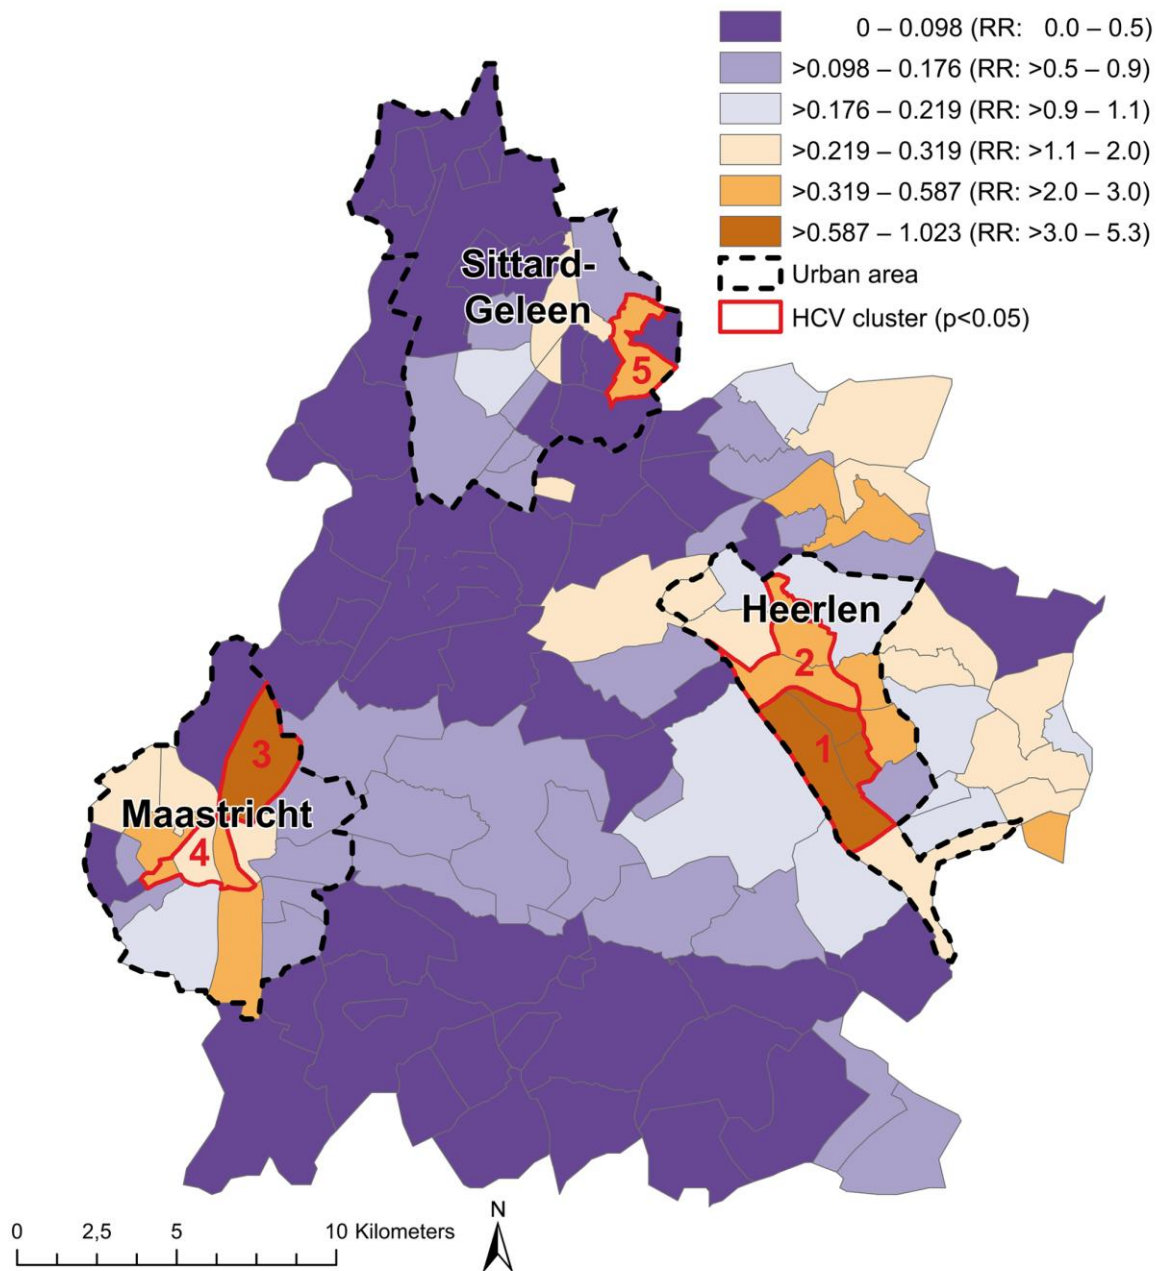 0 – 0.098 (RR: 0.0 – 0.5)
>0.098 – 0.176 (RR: >0.5 – 0.9)
>0.176 – 0.219 (RR: >0.9 – 1.1)
>0.219 – 0.319 (RR: >1.1 – 2.0)
>0.319 – 0.587 (RR: >2.0 – 3.0)
>0.587 – 1.023 (RR: >3.0 – 5.3)
Urban area
HCV cluster (p<0.05)
Sittard-
Geleen
5
Heerlen
2
1
3
Maastricht
4
0 2,5 5 10 Kilometers
N